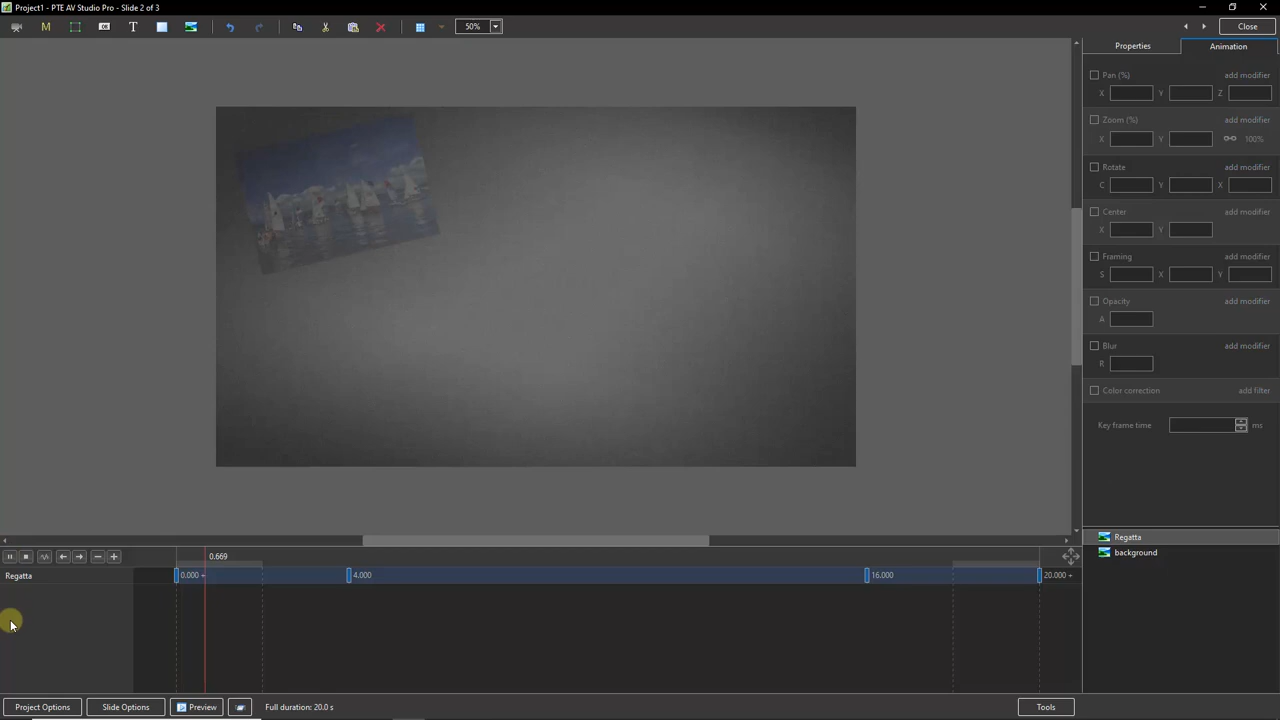 Project1 - PTE AV Studio Pro - Slide 2 of 3
M OK T 50% Close
Properties Animation
Pan (%) add modifier
X Y Z
Zoom (%) add modifier
X Y 100%
Rotate add modifier
C Y X
Center add modifier
X Y
Framing add modifier
S X Y
Opacity add modifier
A
Blur add modifier
R
Color correction add filter
Key frame time ms
Regatta
background
0.669
Regatta 0.000 + 4.000 16.000 20.000 +
Project Options Slide Options Preview Full duration: 20.0 s Tools